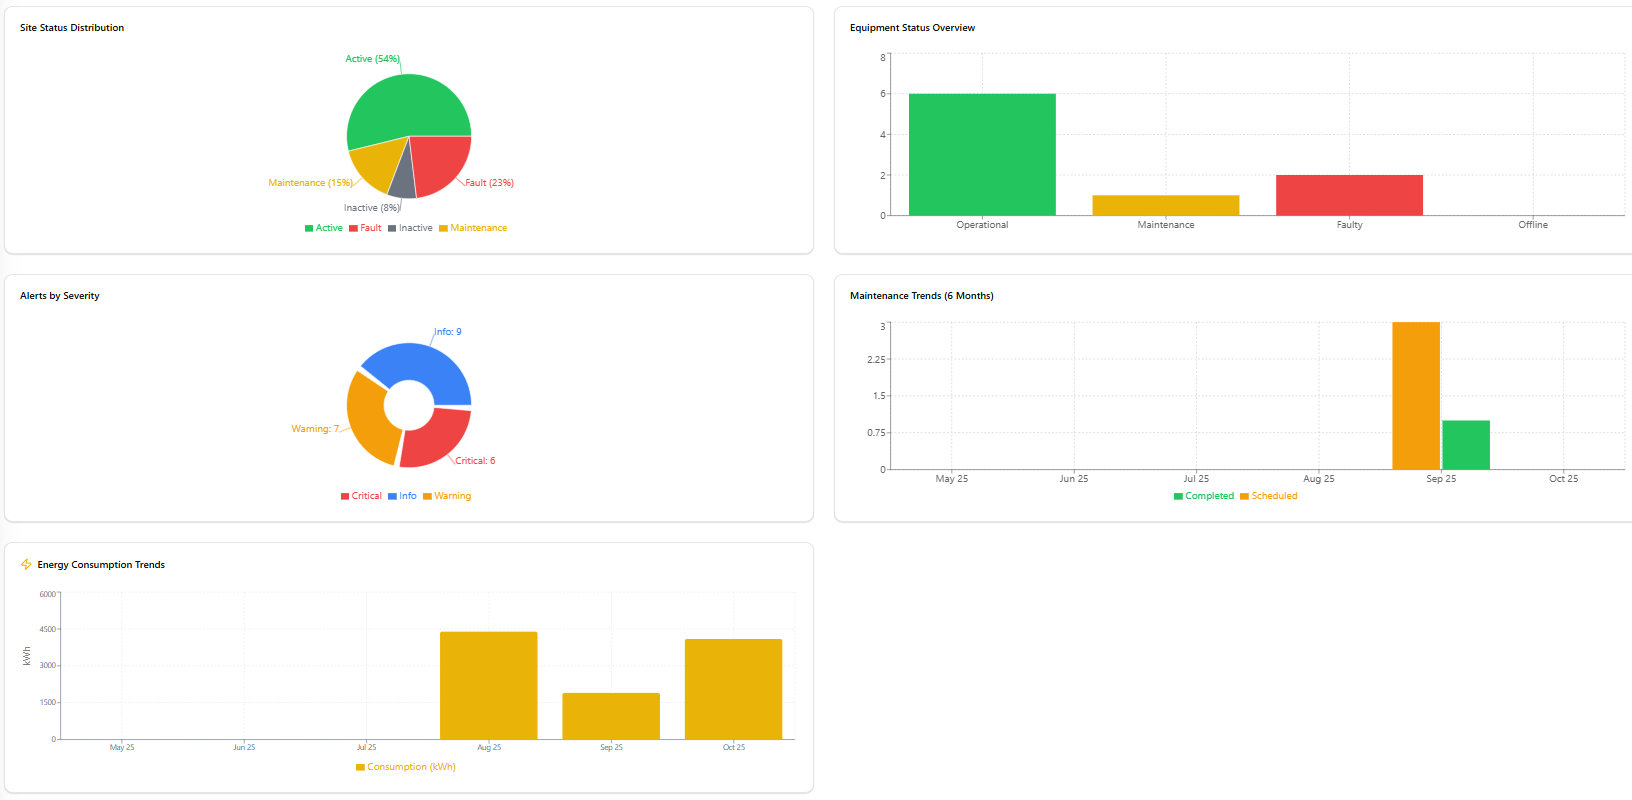 Site Status Distribution
Active (54%)
Maintenance (15%)
Fault (23%)
Inactive (8%)
Active Fault Inactive Maintenance
Equipment Status Overview
8
6
4
2
0
Operational Maintenance Faulty Offline
Alerts by Severity
Info: 9
Warning: 7
Critical: 6
Critical Info Warning
Maintenance Trends (6 Months)
3
2.25
1.5
0.75
0
May 25 Jun 25 Jul 25 Aug 25 Sep 25 Oct 25
Completed Scheduled
Energy Consumption Trends
kWh
6000
4500
3000
1500
0
May 25 Jun 25 Jul 25 Aug 25 Sep 25 Oct 25
Consumption (kWh)